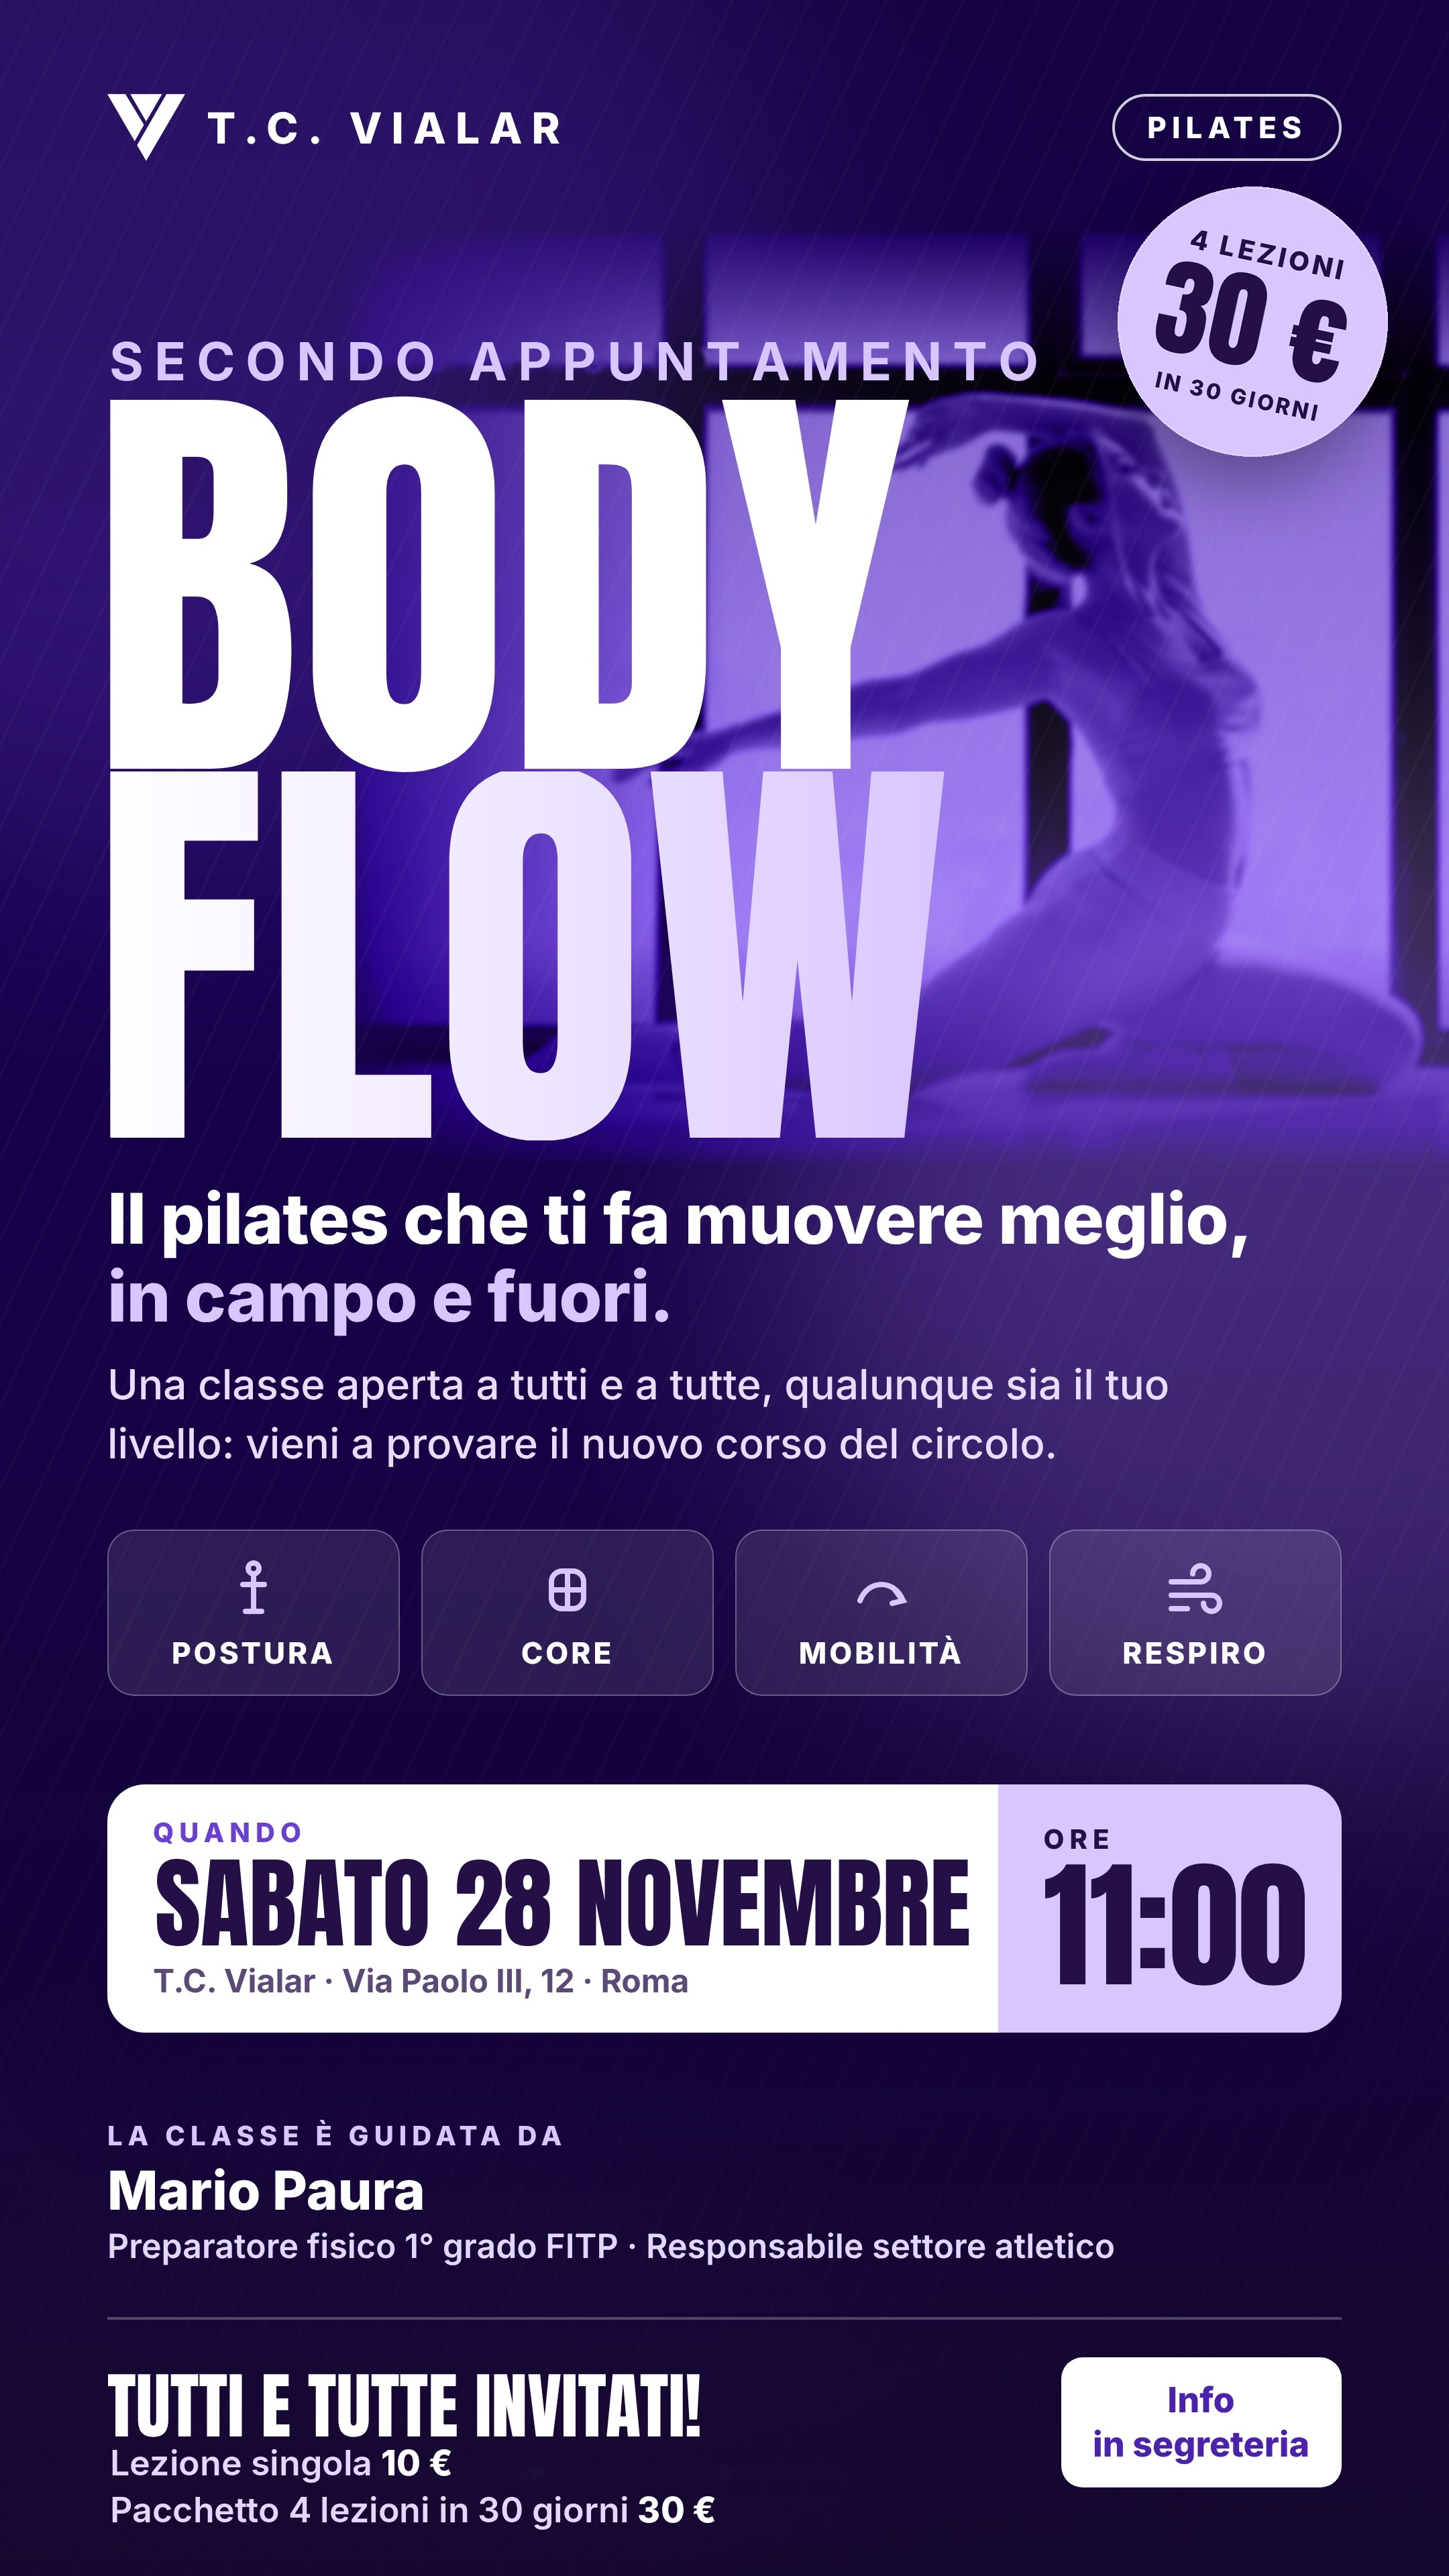 T.C. VIALAR
PILATES
4 LEZIONI
30 €
IN 30 GIORNI
SECONDO APPUNTAMENTO
BODY
FLOW
Il pilates che ti fa muovere meglio,
in campo e fuori.
Una classe aperta a tutti e a tutte, qualunque sia il tuo
livello: vieni a provare il nuovo corso del circolo.
POSTURA
CORE
MOBILITÀ
RESPIRO
QUANDO
SABATO 28 NOVEMBRE
T.C. Vialar · Via Paolo III, 12 · Roma
ORE
11:00
LA CLASSE È GUIDATA DA
Mario Paura
Preparatore fisico 1° grado FITP · Responsabile settore atletico
TUTTI E TUTTE INVITATI!
Lezione singola 10 €
Pacchetto 4 lezioni in 30 giorni 30 €
Info
in segreteria